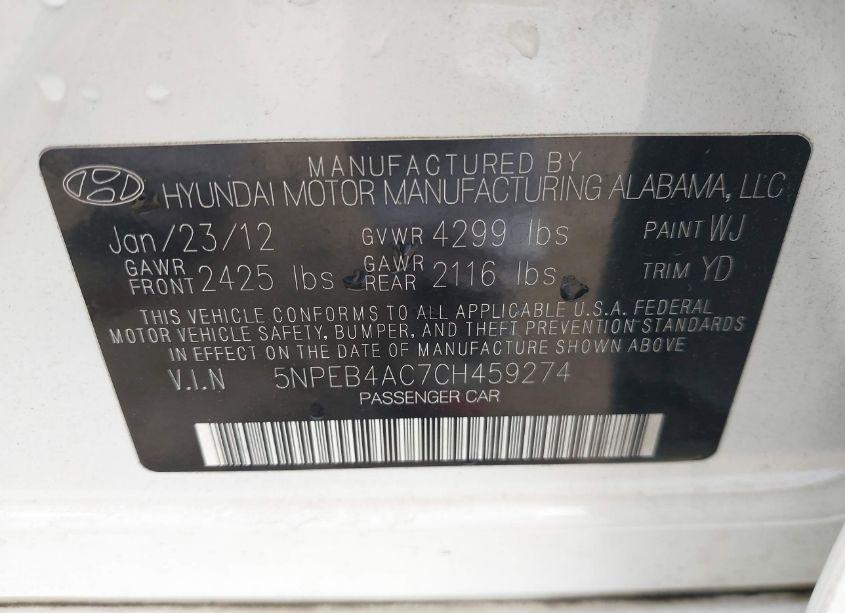 MANUFACTURED BY
HYUNDAI MOTOR MANUFACTURING ALABAMA, LLC
Jan/23/12 GVWR 4299 lbs PAINT WJ
GAWR FRONT 2425 lbs GAWR REAR 2116 lbs TRIM YD
THIS VEHICLE CONFORMS TO ALL APPLICABLE U.S.A. FEDERAL
MOTOR VEHICLE SAFETY, BUMPER, AND THEFT PREVENTION STANDARDS
IN EFFECT ON THE DATE OF MANUFACTURE SHOWN ABOVE
V.I.N 5NPEB4AC7CH459274
PASSENGER CAR